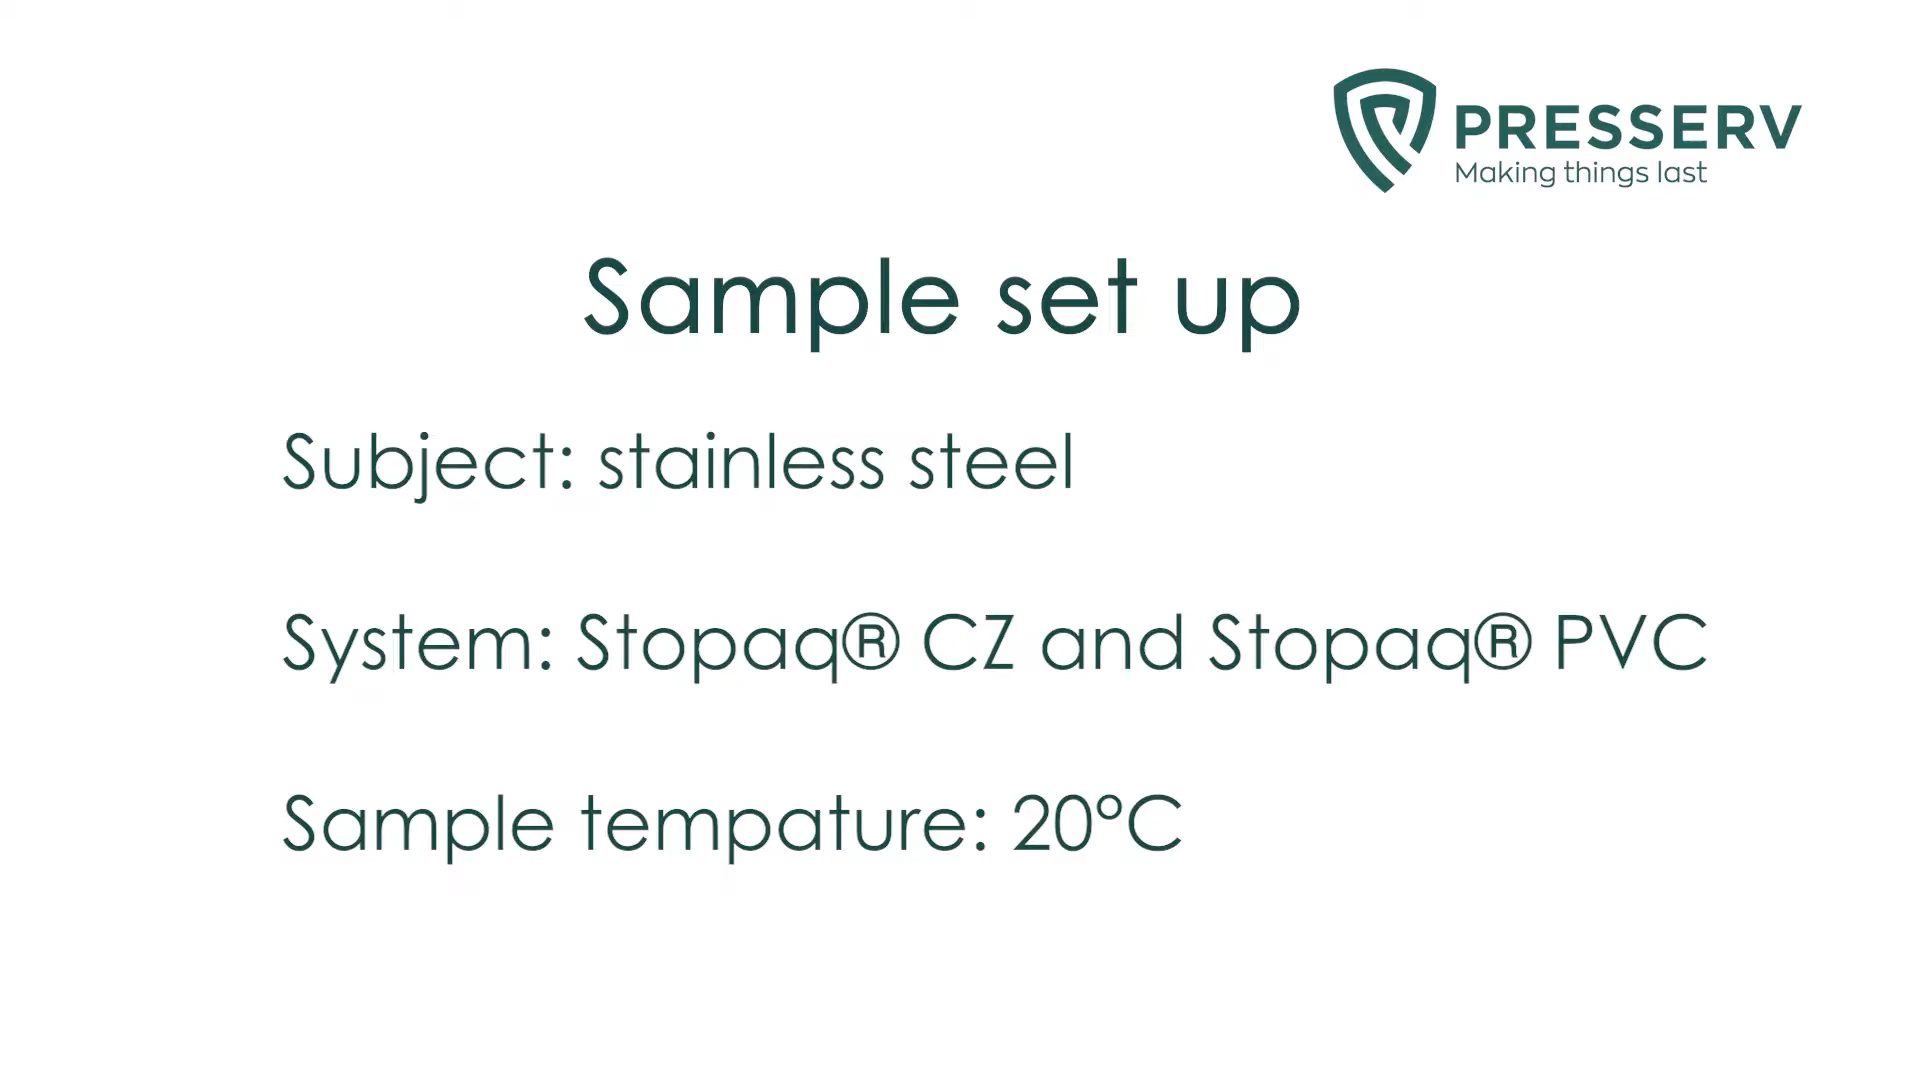 PRESSERV
Making things last
Sample set up
Subject: stainless steel
System: Stopaq® CZ and Stopaq® PVC
Sample tempature: 20°C